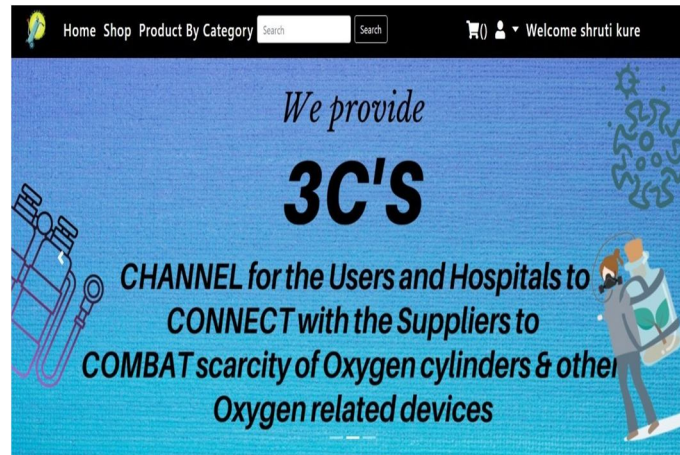 Home Shop Product By Category Search Search () Welcome shruti kure
We provide
3C'S
CHANNEL for the Users and Hospitals to
CONNECT with the Suppliers to
COMBAT scarcity of Oxygen cylinders & other
Oxygen related devices